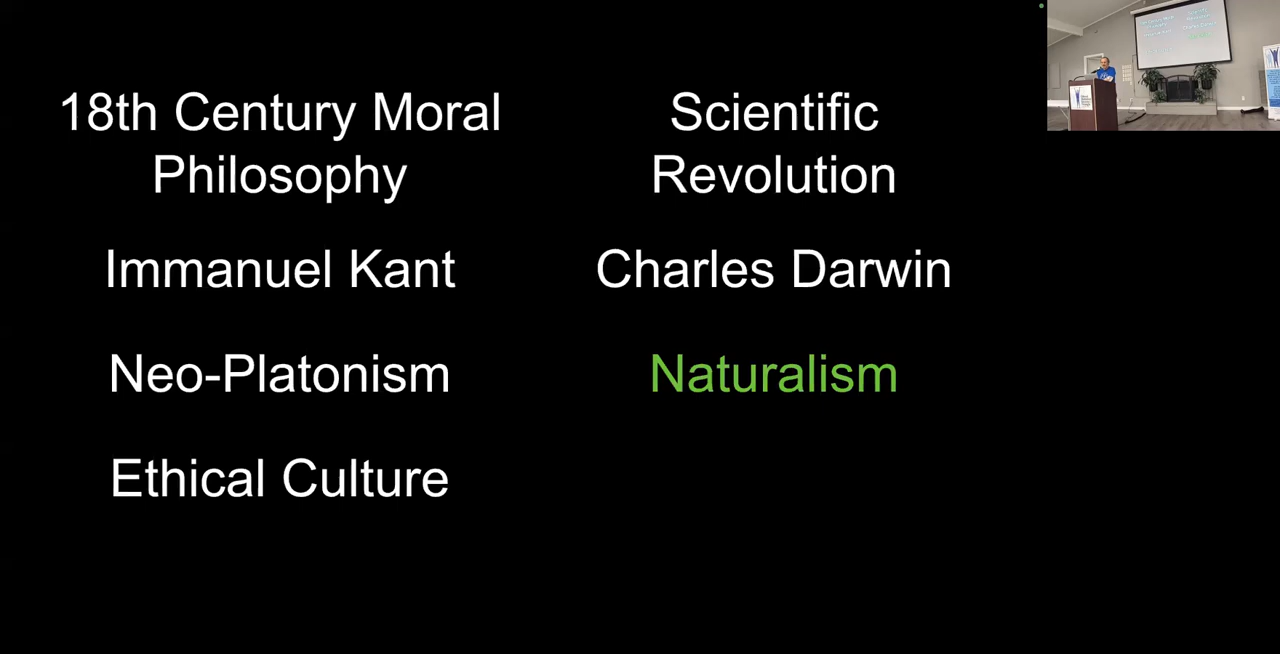 18th Century Moral
Philosophy
Immanuel Kant
Neo-Platonism
Ethical Culture
Scientific
Revolution
Charles Darwin
Naturalism